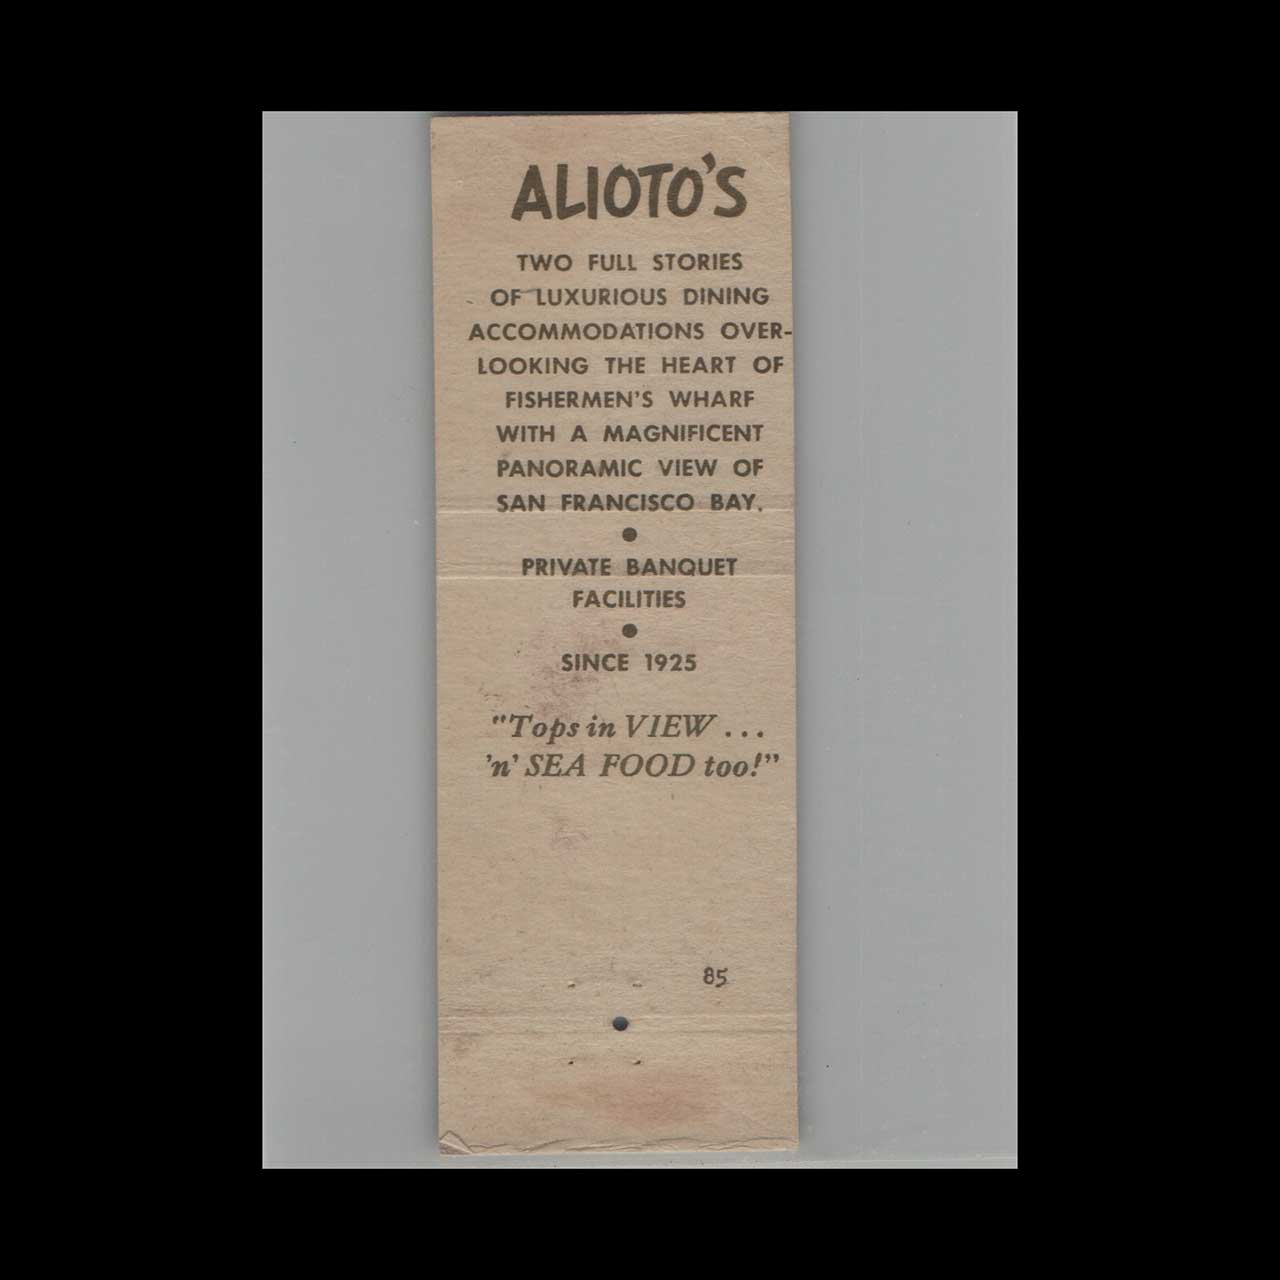 ALIOTO'S
TWO FULL STORIES
OF LUXURIOUS DINING
ACCOMMODATIONS OVER-
LOOKING THE HEART OF
FISHERMEN'S WHARF
WITH A MAGNIFICENT
PANORAMIC VIEW OF
SAN FRANCISCO BAY.
●
PRIVATE BANQUET
FACILITIES
●
SINCE 1925
"Tops in VIEW . . .
'n' SEA FOOD too!"
85